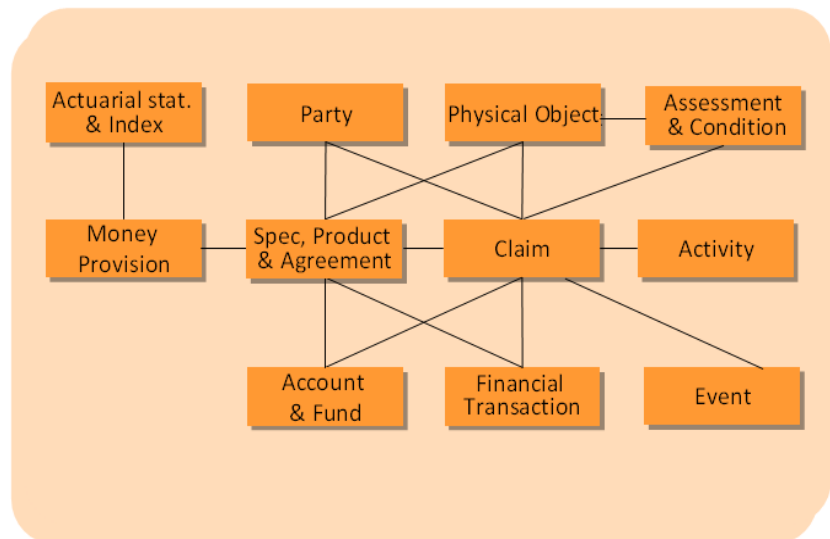 Actuarial stat.
& Index
Party
Physical Object
Assessment
& Condition
Money
Provision
Spec, Product
& Agreement
Claim
Activity
Account
& Fund
Financial
Transaction
Event